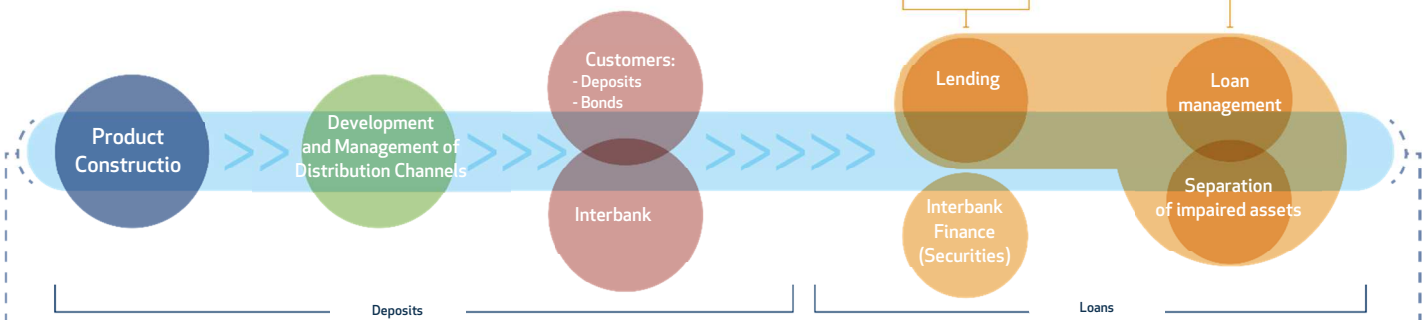 Product
Constructio
Development
and Management of
Distribution Channels
Customers:
- Deposits
- Bonds
Interbank
Lending
Interbank
Finance
(Securities)
Loan
management
Separation
of impaired assets
Deposits
Loans